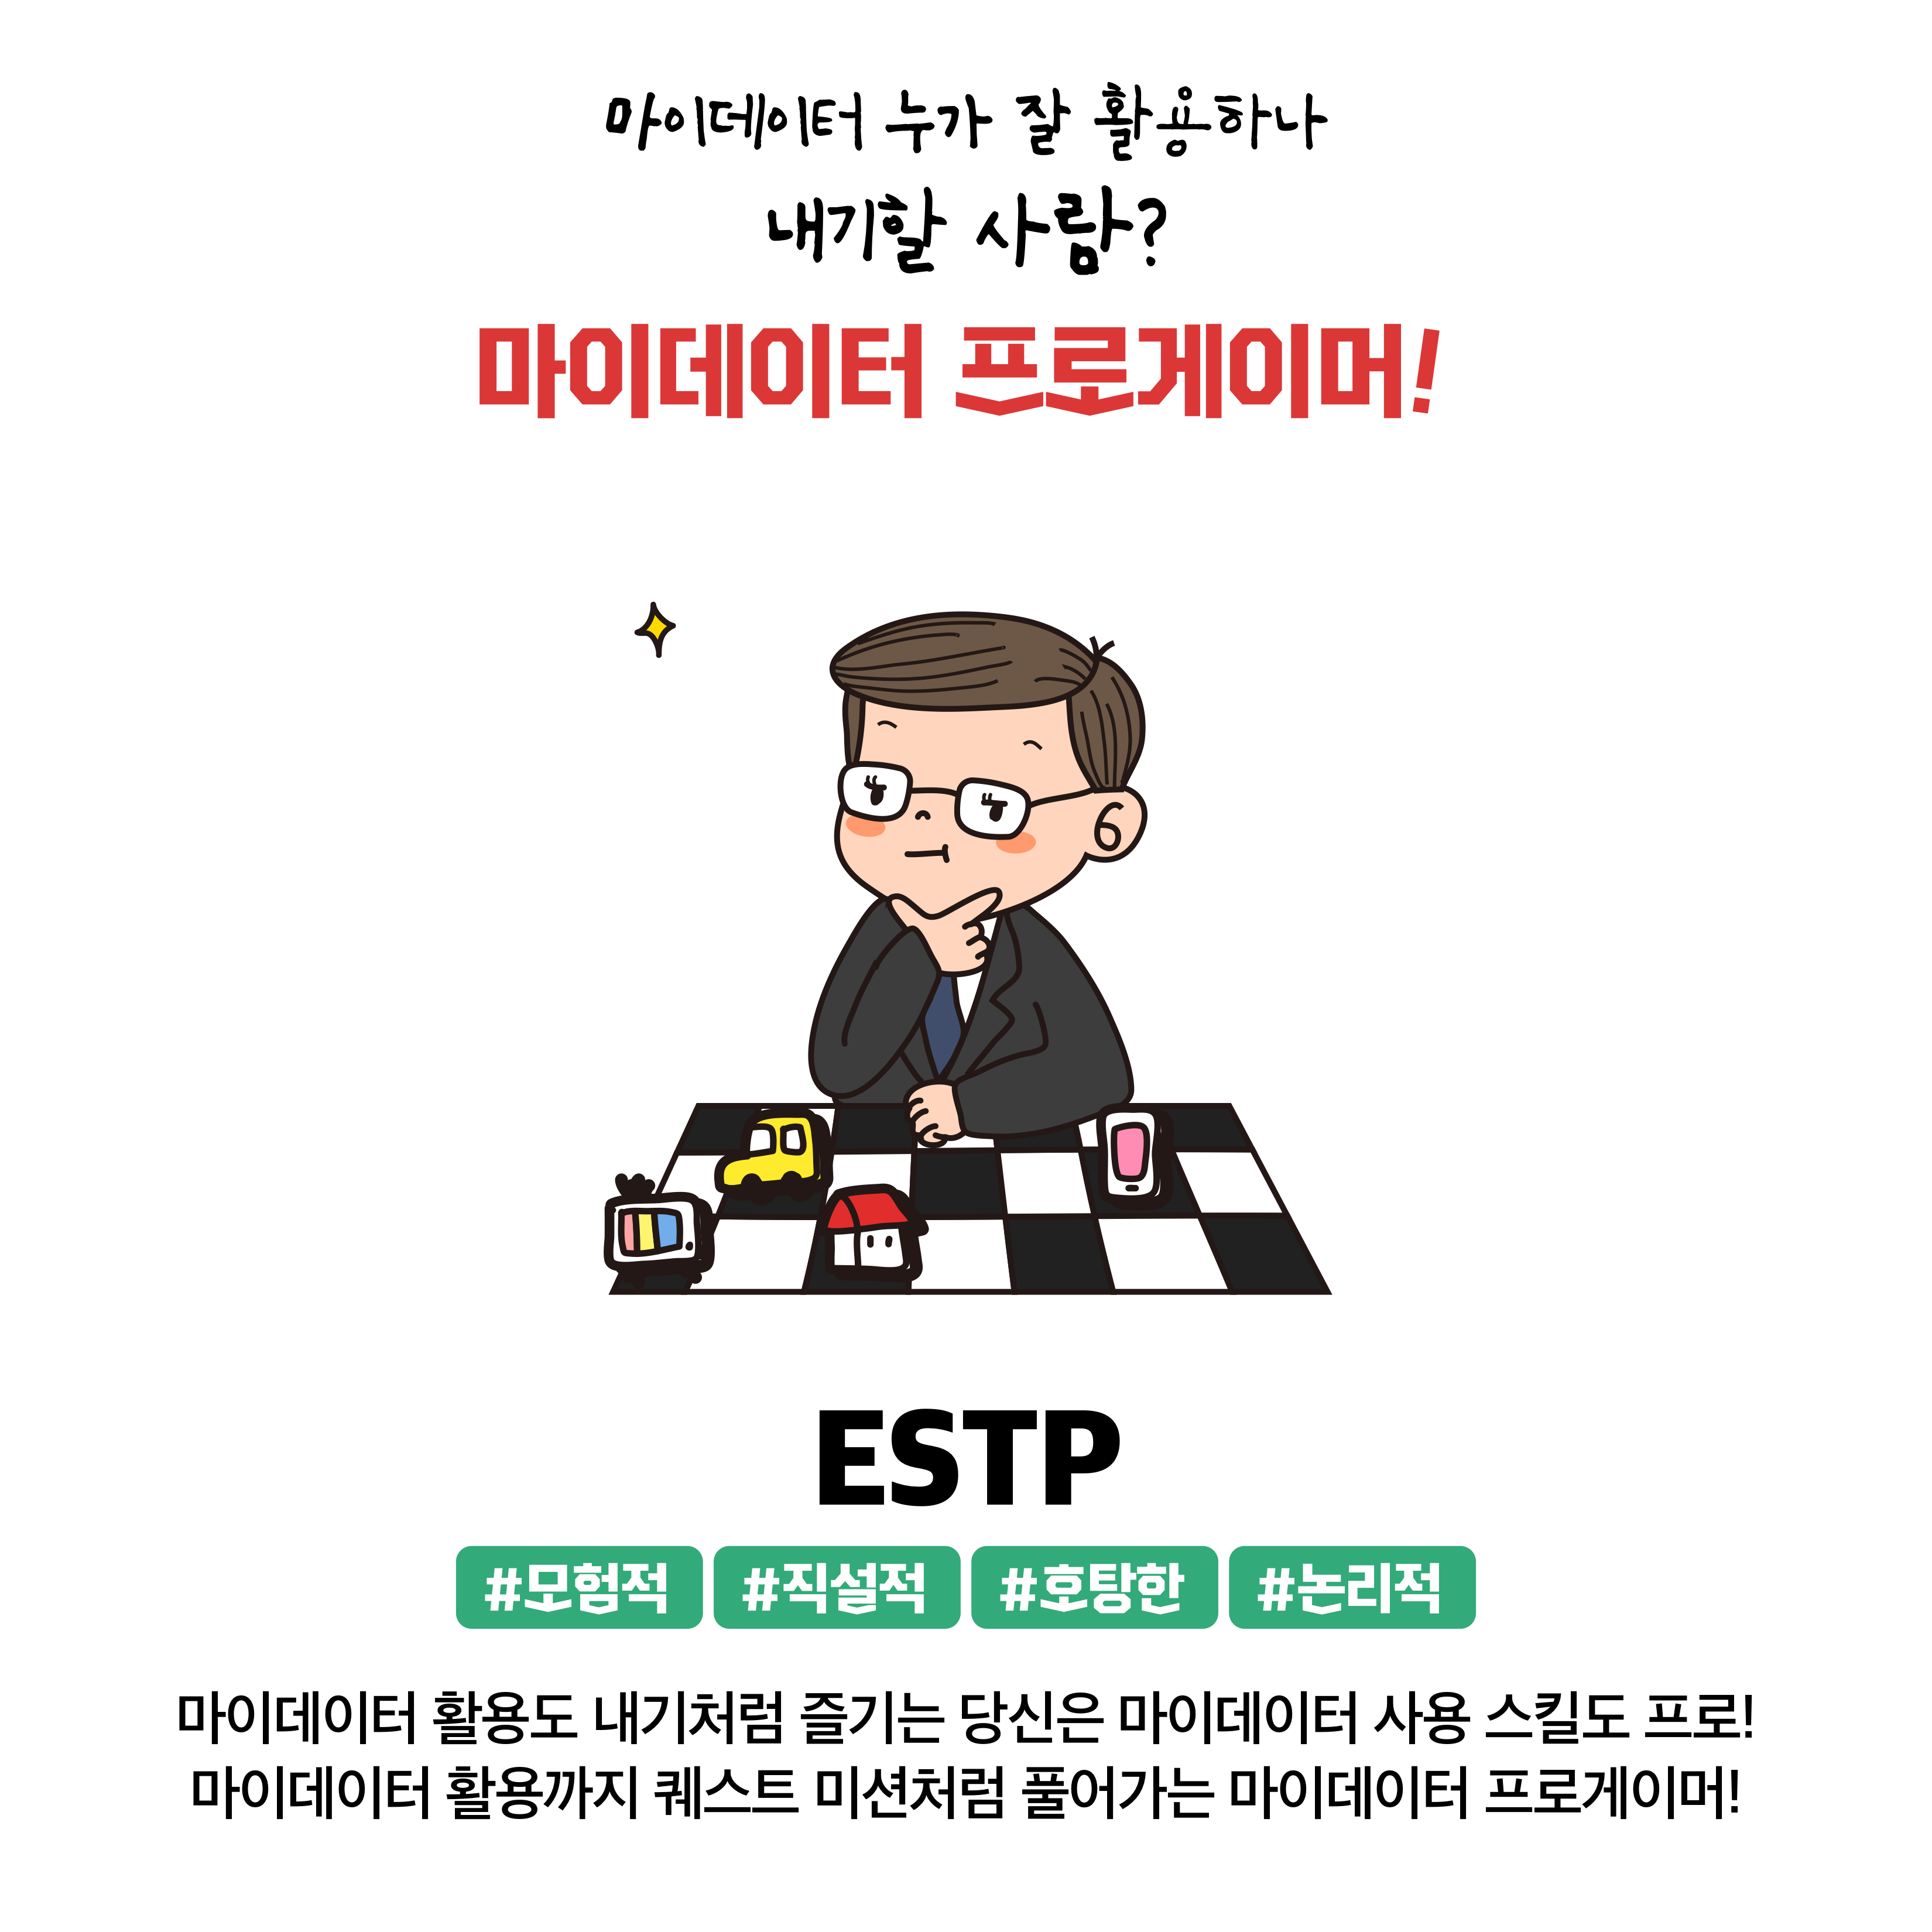 마이데이터 누가 잘 활용하나
내기할 사람?
마이데이터 프로게이머!
ESTP
#모험적 #직설적 #호탕한 #논리적
마이데이터 활용도 내기처럼 즐기는 당신은 마이데이터 사용 스킬도 프로!
마이데이터 활용까지 퀘스트 미션처럼 풀어가는 마이데이터 프로게이머!